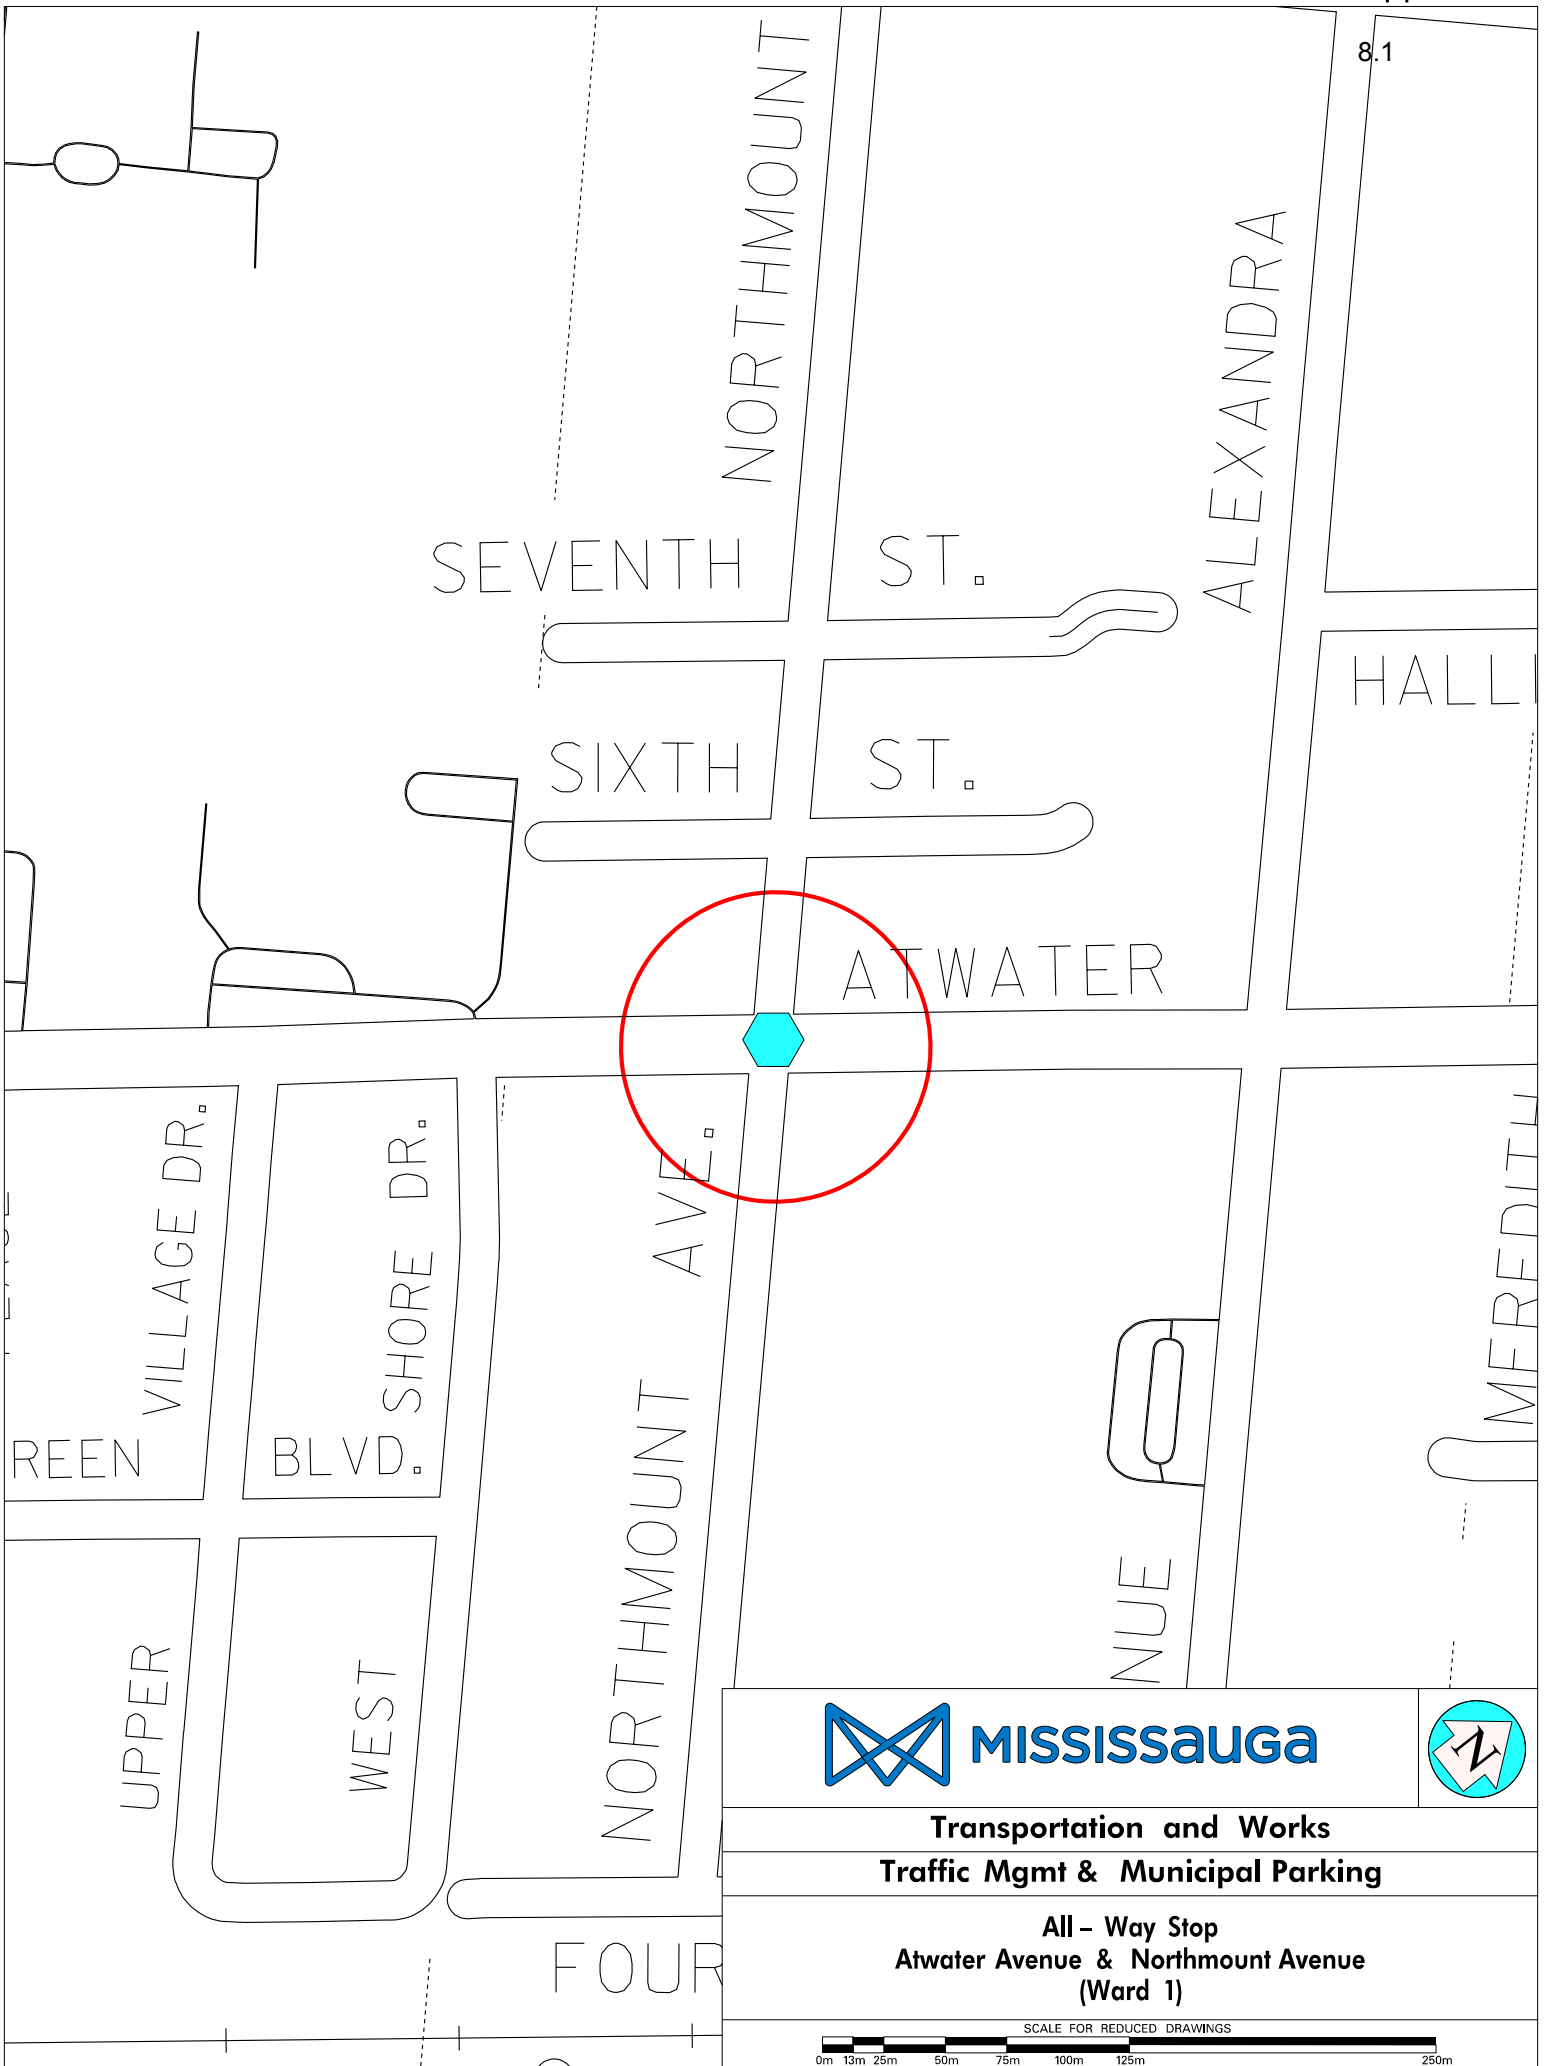 8.1
NORTHMOUNT
ALEXANDRA
SEVENTH ST.
HALLI
SIXTH ST.
ATWATER
VILLAGE DR.
SHORE DR.
AVE.
MEREDITH
REEN BLVD.
NORTHMOUNT
NUE
UPPER
WEST
FOUR
MISSISSAUGA
N
Transportation and Works
Traffic Mgmt & Municipal Parking
All – Way Stop
Atwater Avenue & Northmount Avenue
(Ward 1)
SCALE FOR REDUCED DRAWINGS
0m 13m 25m 50m 75m 100m 125m 250m